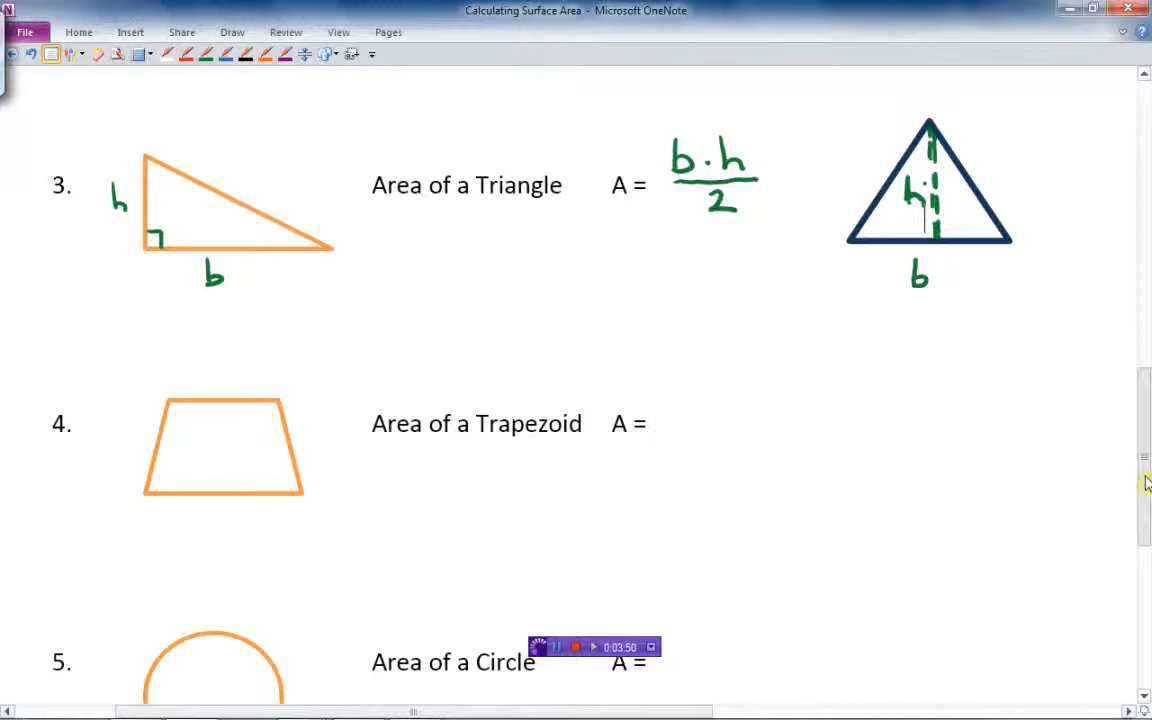 Calculating Surface Area - Microsoft OneNote
File Home Insert Share Draw Review View Pages
3. h b Area of a Triangle A = b · h / 2 h b
4. Area of a Trapezoid A =
5. Area of a Circle A =
0:03:50